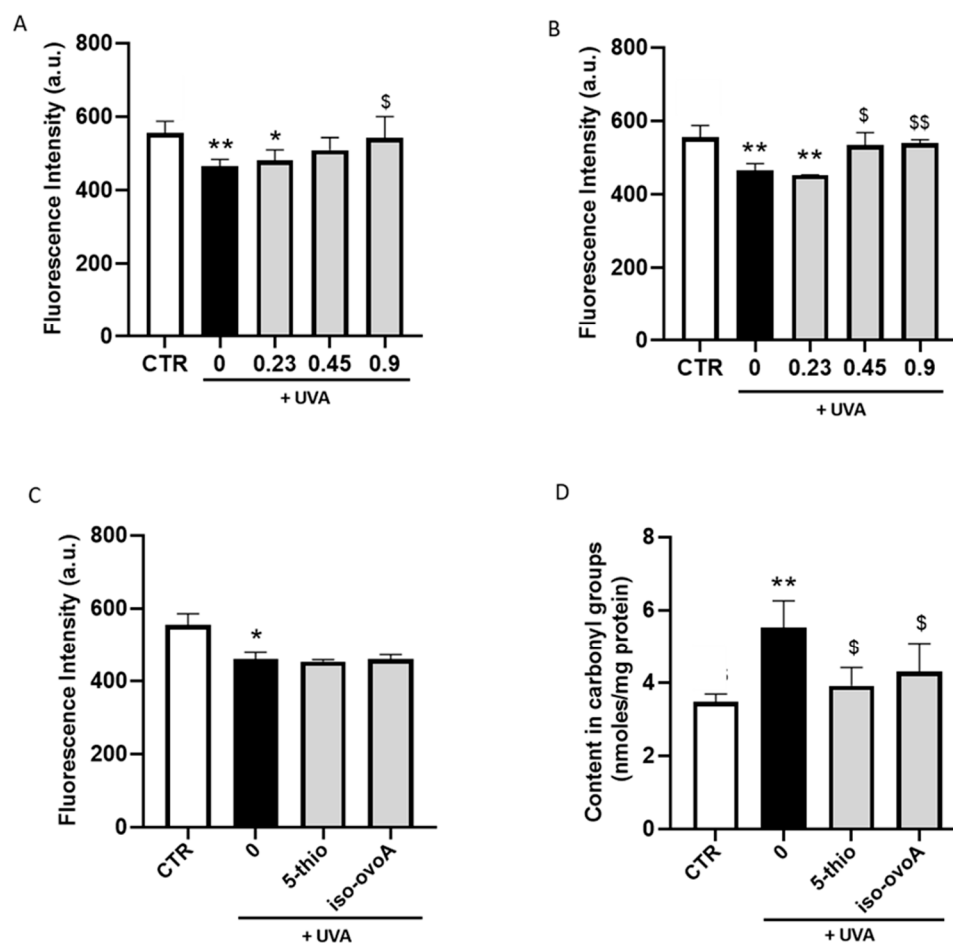 A
Fluorescence Intensity (a.u.)
800
600
400
200
0
** * $
CTR 0 0.23 0.45 0.9
+ UVA
B
Fluorescence Intensity (a.u.)
800
600
400
200
0
** ** $ $$
CTR 0 0.23 0.45 0.9
+ UVA
C
Fluorescence Intensity (a.u.)
800
600
400
200
0
*
CTR 0 5-thio iso-ovoA
+ UVA
D
Content in carbonyl groups
(nmoles/mg protein)
8
6
4
2
0
** $ $
CTR 0 5-thio iso-ovoA
+ UVA